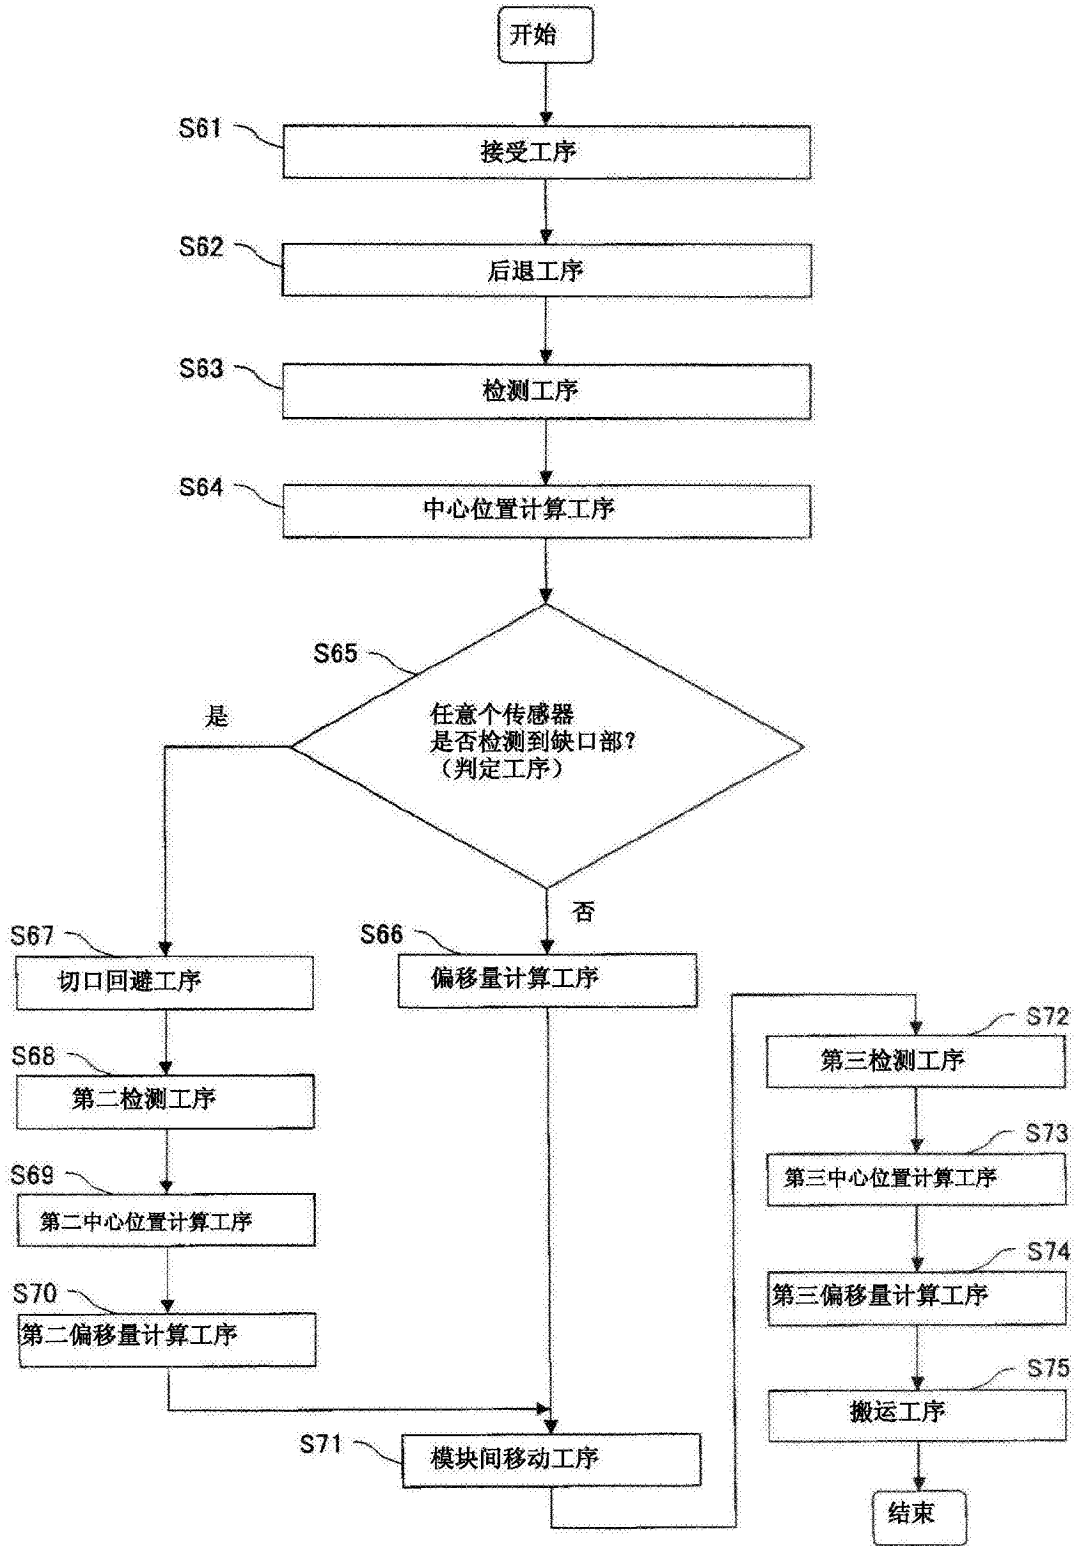 开始
S61
接受工序
S62
后退工序
S63
检测工序
S64
中心位置计算工序
S65
任意个传感器
是否检测到缺口部?
(判定工序)
是
否
S67
切口回避工序
S66
偏移量计算工序
S68
第二检测工序
S69
第二中心位置计算工序
S70
第二偏移量计算工序
S71
模块间移动工序
S72
第三检测工序
S73
第三中心位置计算工序
S74
第三偏移量计算工序
S75
搬运工序
结束